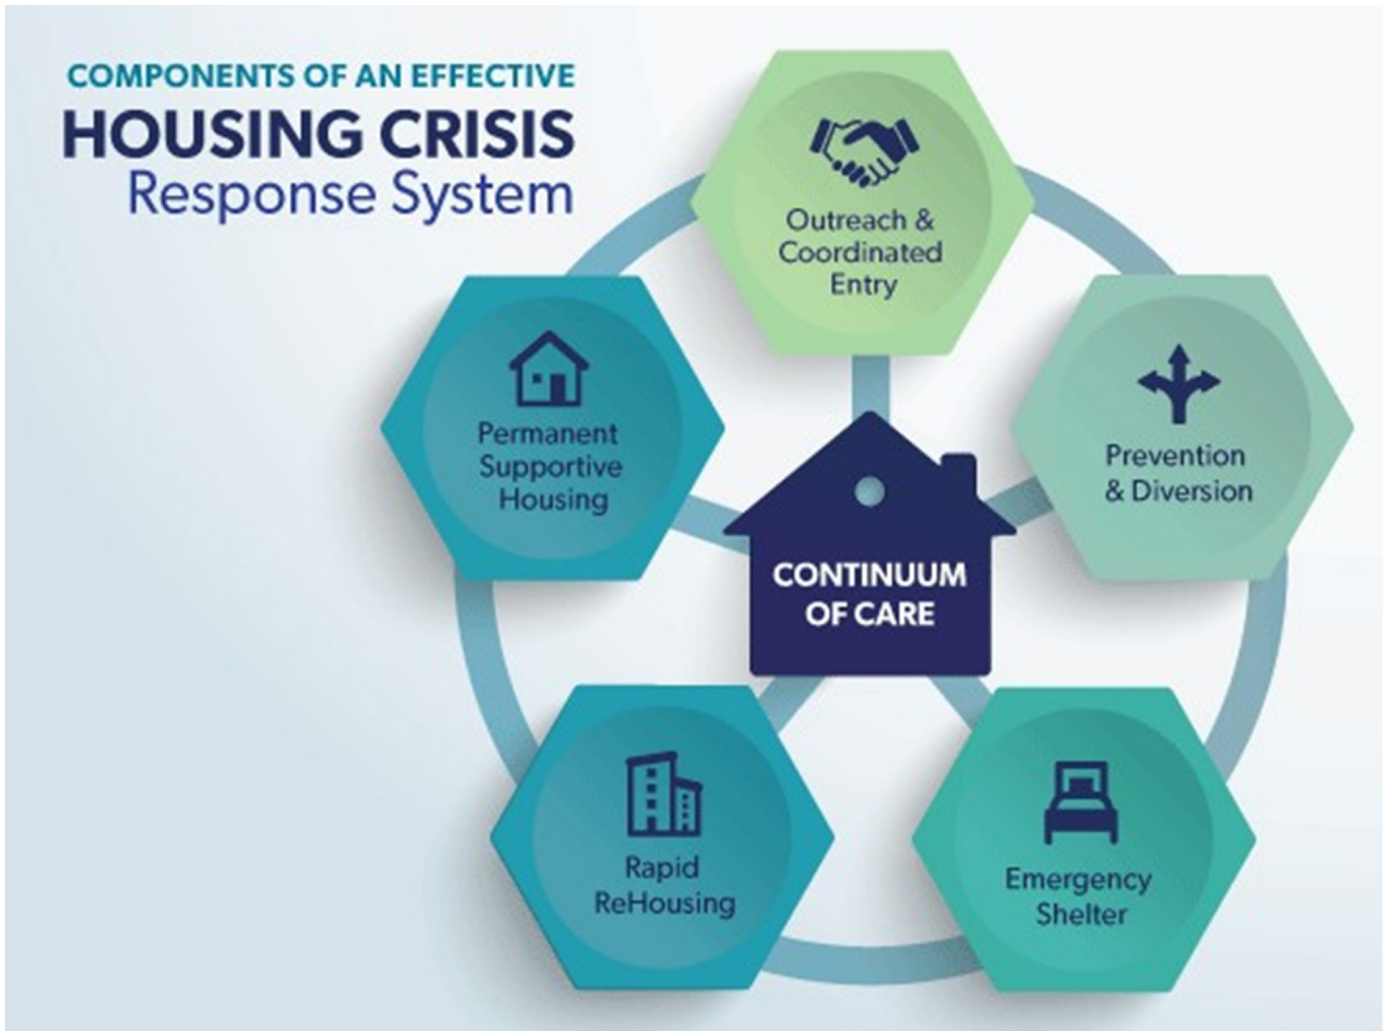 COMPONENTS OF AN EFFECTIVE
HOUSING CRISIS
Response System
Outreach &
Coordinated
Entry
Prevention
& Diversion
Emergency
Shelter
Rapid
ReHousing
Permanent
Supportive
Housing
CONTINUUM
OF CARE